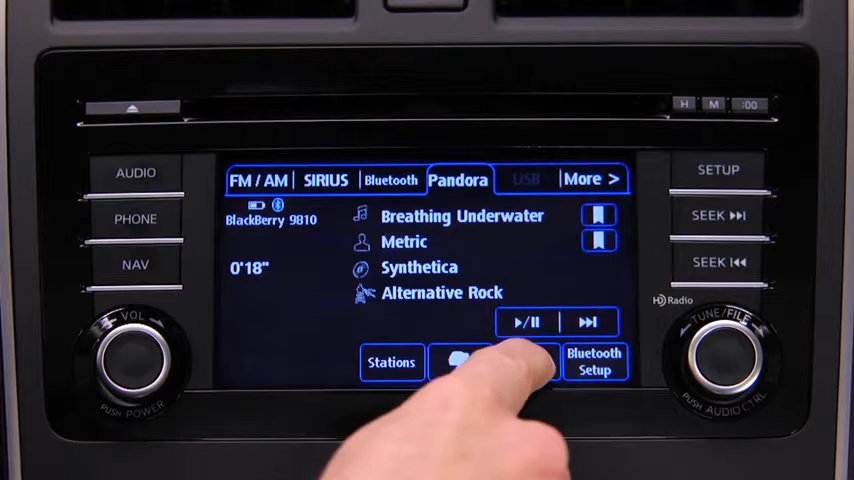 H M :00
AUDIO
PHONE
NAV
VOL
PUSH POWER
FM / AM SIRIUS Bluetooth Pandora USB More >
BlackBerry 9810
0'18"
Breathing Underwater
Metric
Synthetica
Alternative Rock
Stations
Bluetooth
Setup
SETUP
SEEK
SEEK
HD Radio
TUNE/FILE
PUSH AUDIO CTRL